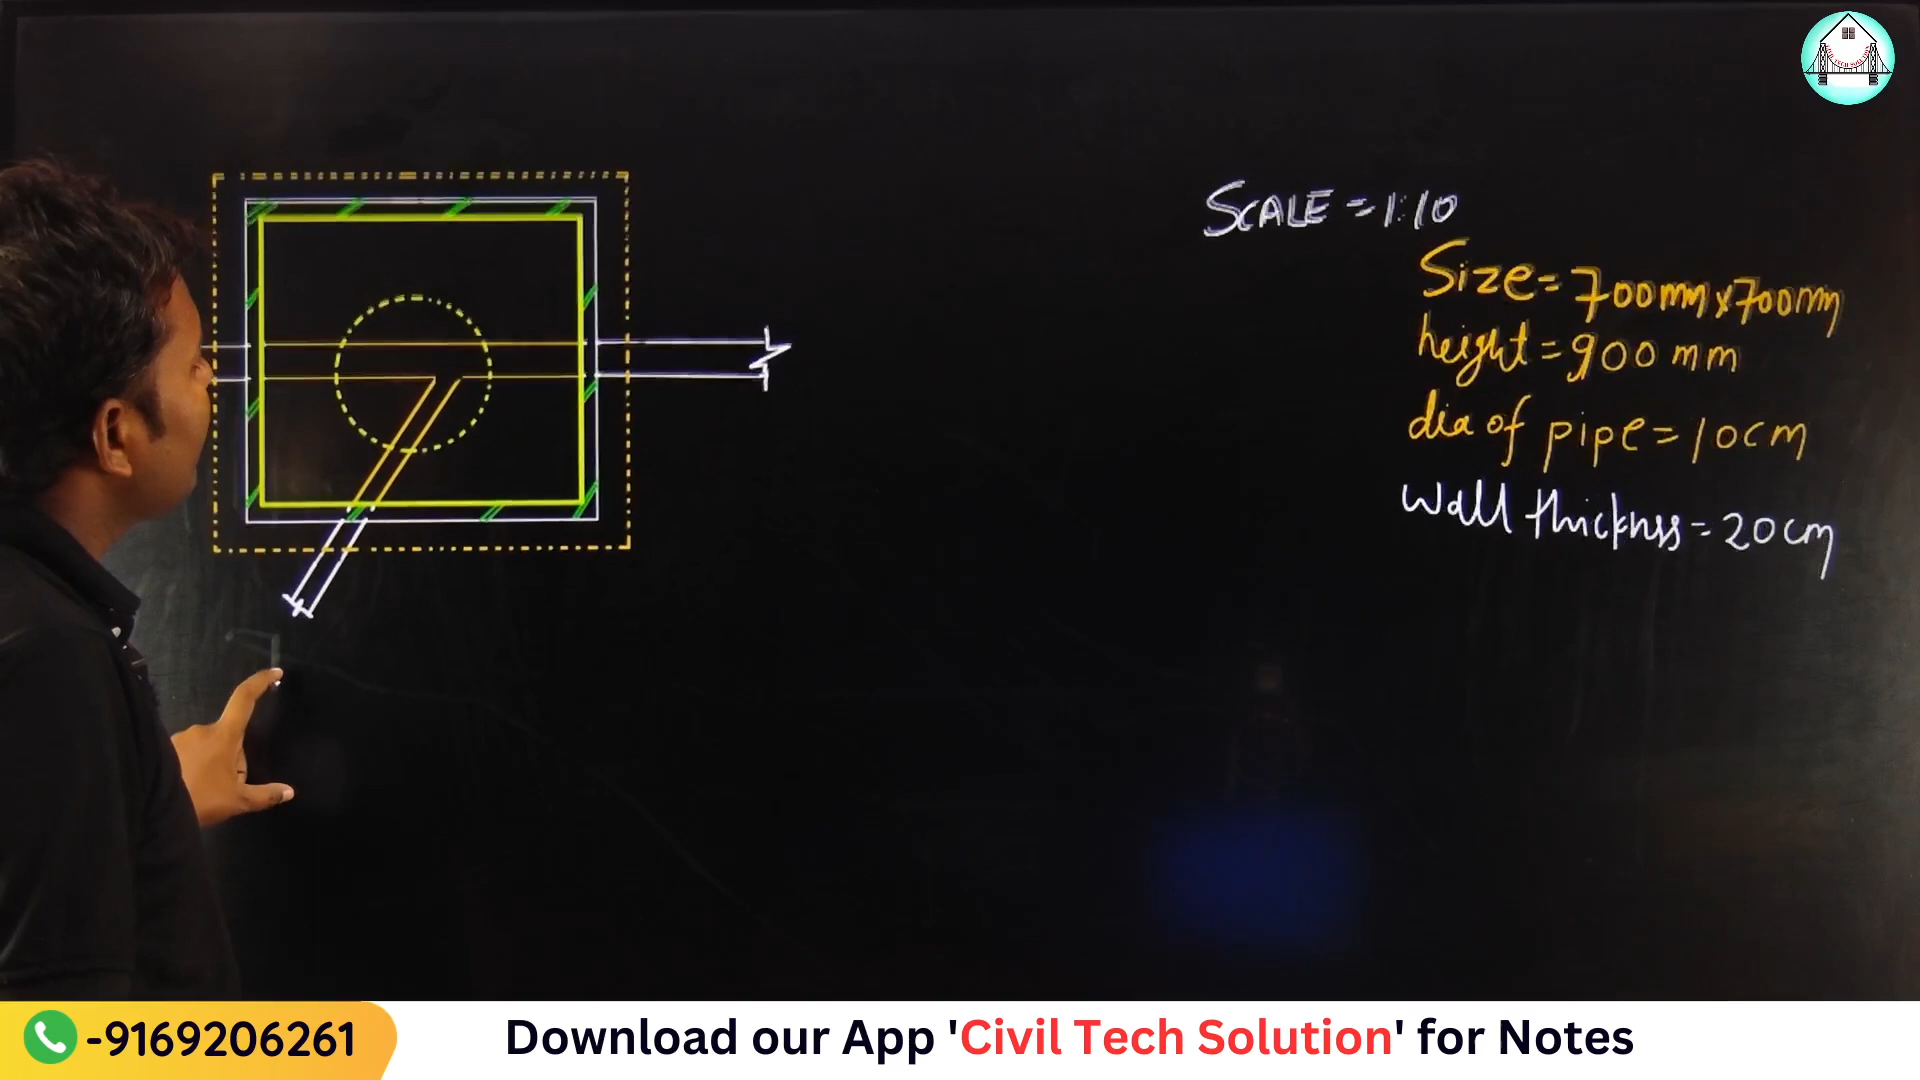 SCALE = 1:10
Size = 700mm x 700mm
height = 900 mm
dia of pipe = 10cm
wall thicknss = 20cm
-9169206261
Download our App 'Civil Tech Solution' for Notes